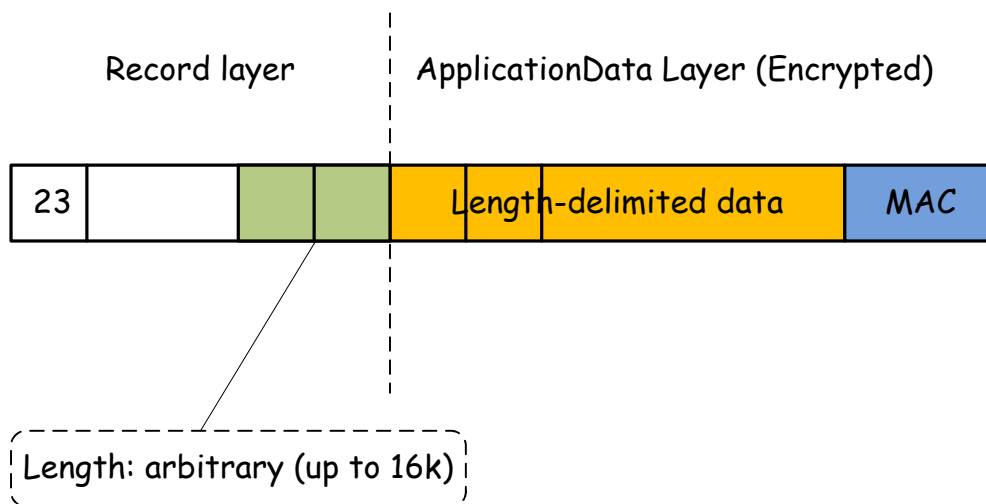 Record layer
ApplicationData Layer (Encrypted)
23
Length-delimited data
MAC
Length: arbitrary (up to 16k)